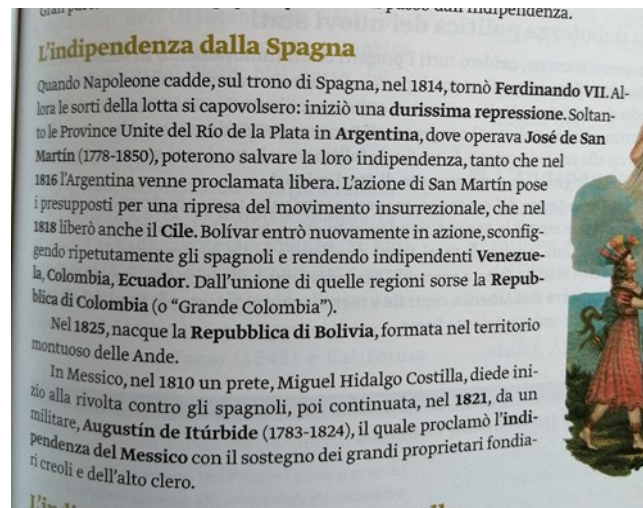 dall'indipendenza.
L'indipendenza dalla Spagna
Quando Napoleone cadde, sul trono di Spagna, nel 1814, tornò Ferdinando VII. Al-
lora le sorti della lotta si capovolsero: iniziò una durissima repressione. Soltan-
to le Province Unite del Río de la Plata in Argentina, dove operava José de San
Martín (1778-1850), poterono salvare la loro indipendenza, tanto che nel
1816 l'Argentina venne proclamata libera. L'azione di San Martín pose
i presupposti per una ripresa del movimento insurrezionale, che nel
1818 liberò anche il Cile. Bolívar entrò nuovamente in azione, sconfig-
gendo ripetutamente gli spagnoli e rendendo indipendenti Venezue-
la, Colombia, Ecuador. Dall'unione di quelle regioni sorse la Repub-
blica di Colombia (o "Grande Colombia").
Nel 1825, nacque la Repubblica di Bolivia, formata nel territorio
montuoso delle Ande.
In Messico, nel 1810 un prete, Miguel Hidalgo Costilla, diede ini-
zio alla rivolta contro gli spagnoli, poi continuata, nel 1821, da un
militare, Augustín de Itúrbide (1783-1824), il quale proclamò l'indi-
pendenza del Messico con il sostegno dei grandi proprietari fondia-
ri creoli e dell'alto clero.